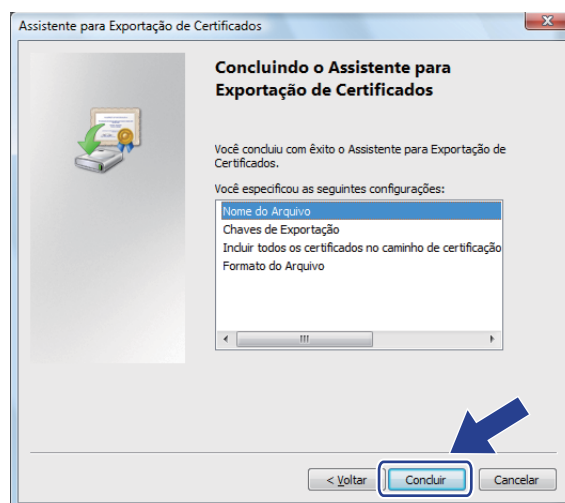 Assistente para Exportação de Certificados
Concluindo o Assistente para
Exportação de Certificados
Você concluiu com êxito o Assistente para Exportação de
Certificados.
Você especificou as seguintes configurações:
Nome do Arquivo
Chaves de Exportação
Incluir todos os certificados no caminho de certificação
Formato do Arquivo
< Voltar
Concluir
Cancelar